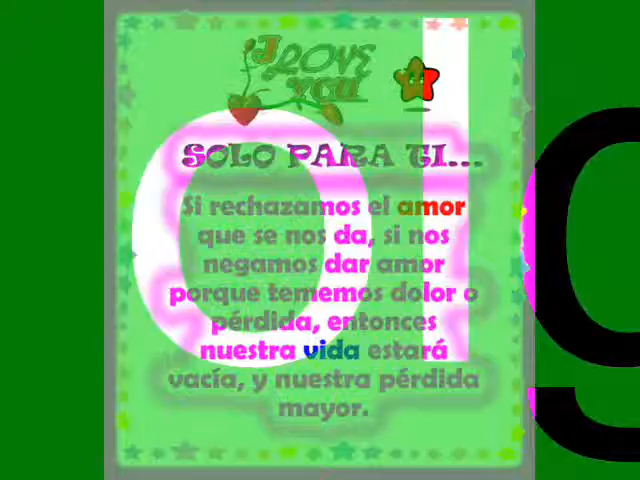 I LOVE
you
SOLO PARA TI...
Si rechazamos el amor
que se nos da, si nos
negamos dar amor
porque tememos dolor o
pérdida, entonces
nuestra vida estará
vacía, y nuestra pérdida
mayor.
ol g